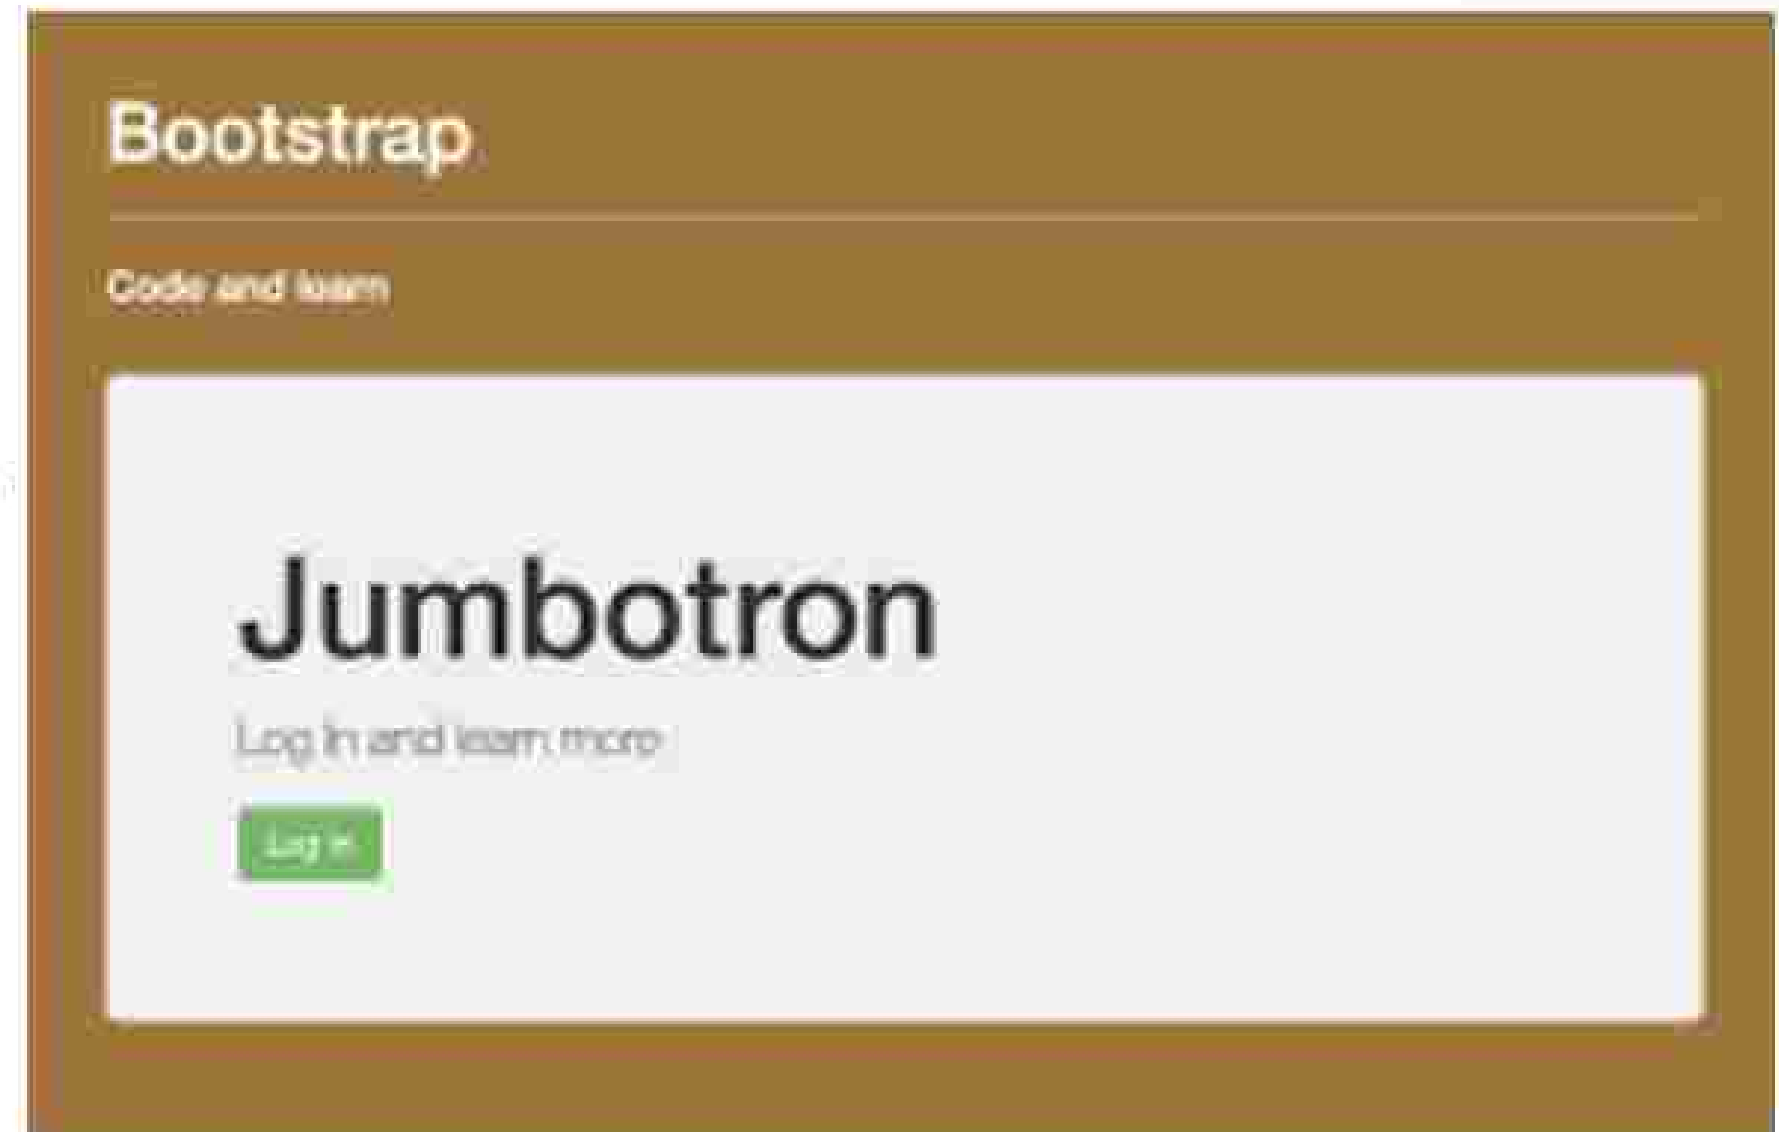 Bootstrap
Code and learn
Jumbotron
Log In and learn more
Log in